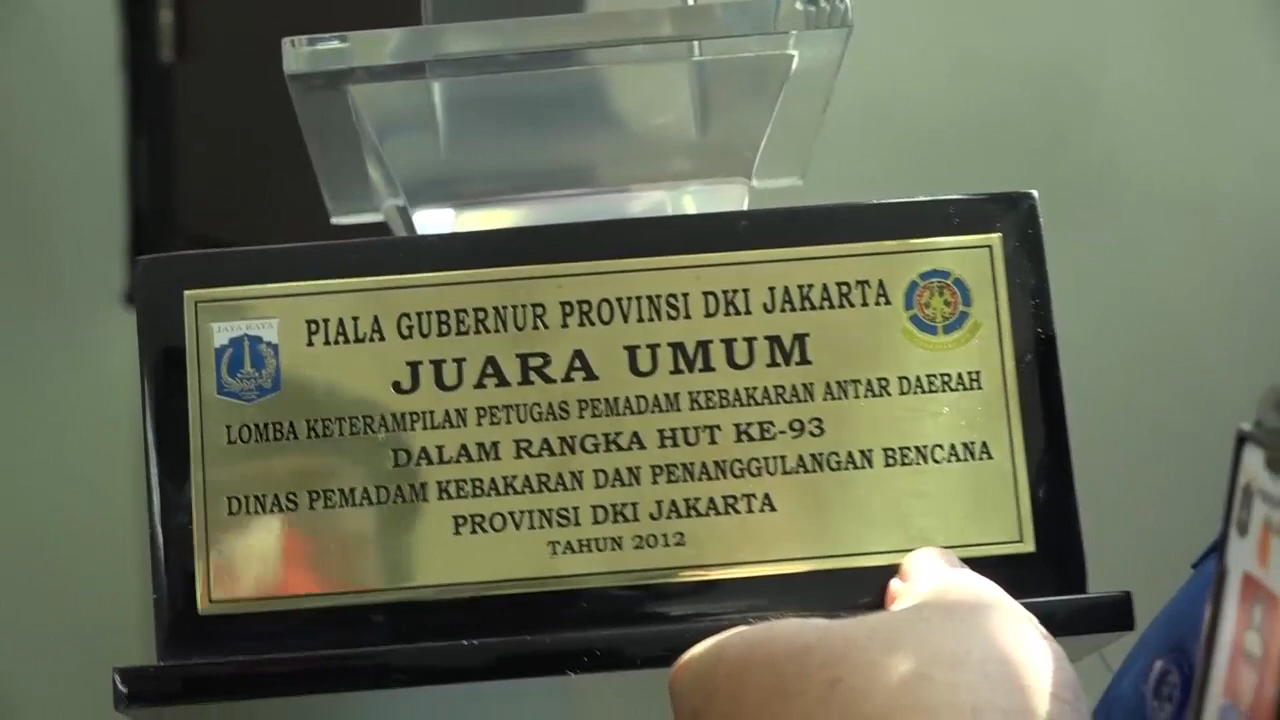 JAYA RAYA
PIALA GUBERNUR PROVINSI DKI JAKARTA
JUARA UMUM
LOMBA KETERAMPILAN PETUGAS PEMADAM KEBAKARAN ANTAR DAERAH
DALAM RANGKA HUT KE-93
DINAS PEMADAM KEBAKARAN DAN PENANGGULANGAN BENCANA
PROVINSI DKI JAKARTA
TAHUN 2012